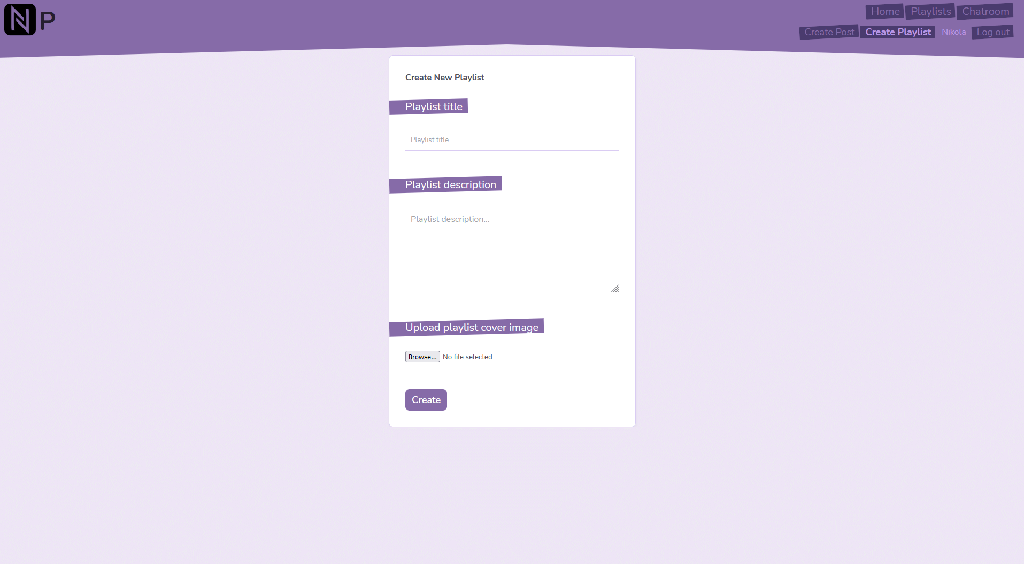 N P
Home Playlists Chatroom
Create Post Create Playlist Nikola Log out
Create New Playlist
Playlist title
Playlist title
Playlist description
Playlist description...
Upload playlist cover image
Browse... No file selected.
Create